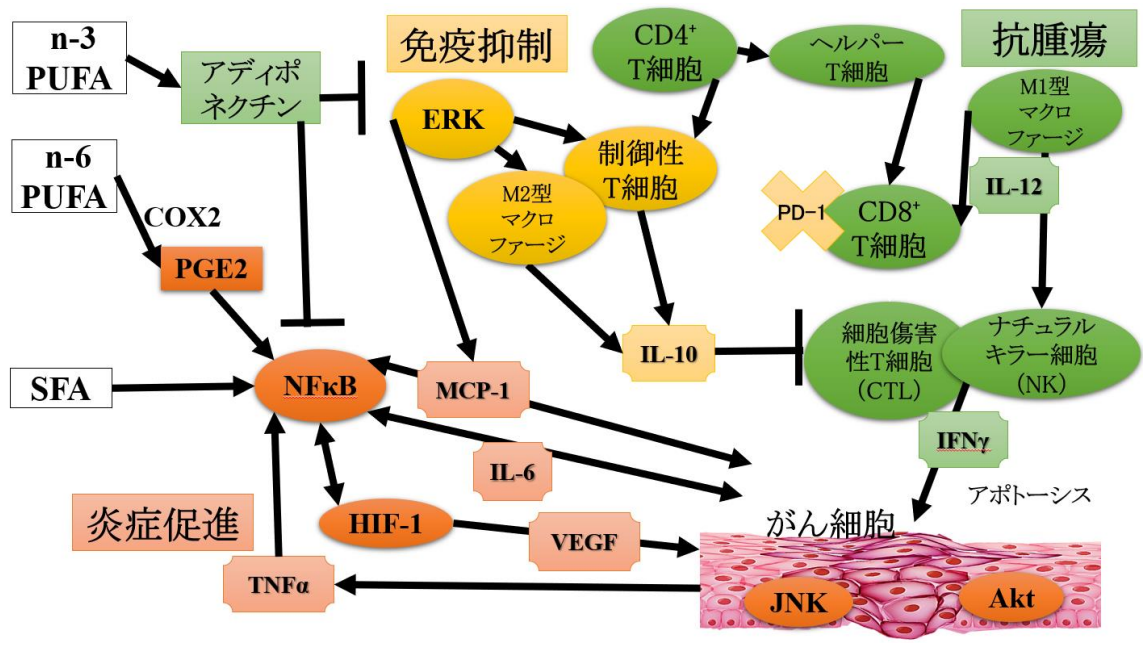 n-3
PUFA
アディポ
ネクチン
n-6
PUFA
COX2
PGE2
SFA
NFκB
炎症促進
TNFα
HIF-1
VEGF
IL-6
MCP-1
免疫抑制
ERK
M2型
マクロ
ファージ
制御性
T細胞
IL-10
CD4⁺
T細胞
ヘルパー
T細胞
PD-1
CD8⁺
T細胞
抗腫瘍
M1型
マクロ
ファージ
IL-12
細胞傷害
性T細胞
(CTL)
ナチュラル
キラー細胞
(NK)
IFNγ
アポトーシス
がん細胞
JNK
Akt